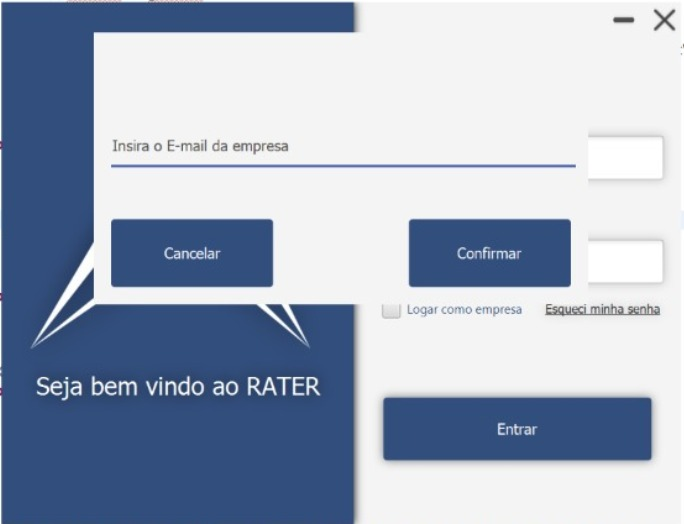 Insira o E-mail da empresa
Cancelar
Confirmar
Logar como empresa
Esqueci minha senha
Seja bem vindo ao RATER
Entrar